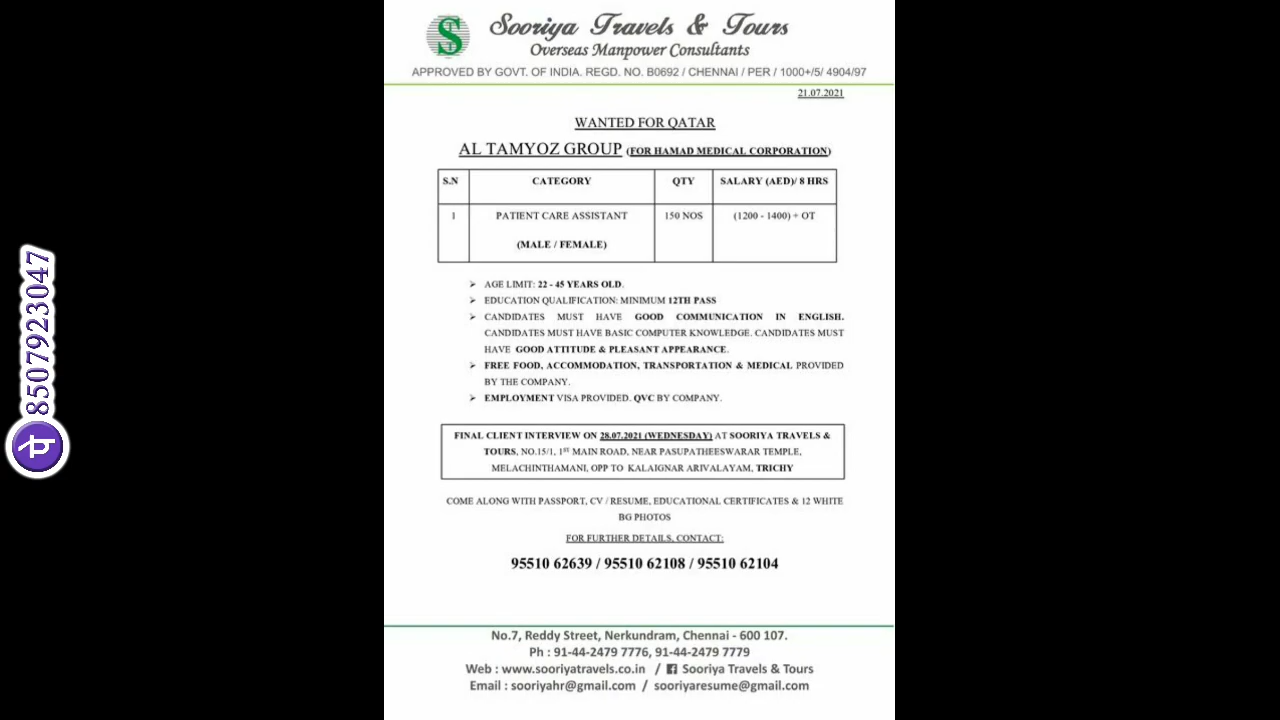 Sooriya Travels & Tours
Overseas Manpower Consultants
APPROVED BY GOVT. OF INDIA. REGD. NO. B0692 / CHENNAI / PER / 1000+/5/ 4904/97
21.07.2021
WANTED FOR QATAR
AL TAMYOZ GROUP (FOR HAMAD MEDICAL CORPORATION)
S.N CATEGORY QTY SALARY (AED)/ 8 HRS
1 PATIENT CARE ASSISTANT 150 NOS (1200 - 1400) + OT
(MALE / FEMALE)
➢ AGE LIMIT: 22 - 45 YEARS OLD.
➢ EDUCATION QUALIFICATION: MINIMUM 12TH PASS
➢ CANDIDATES MUST HAVE GOOD COMMUNICATION IN ENGLISH.
CANDIDATES MUST HAVE BASIC COMPUTER KNOWLEDGE. CANDIDATES MUST
HAVE GOOD ATTITUDE & PLEASANT APPEARANCE.
➢ FREE FOOD, ACCOMMODATION, TRANSPORTATION & MEDICAL PROVIDED
BY THE COMPANY.
➢ EMPLOYMENT VISA PROVIDED. QVC BY COMPANY.
FINAL CLIENT INTERVIEW ON 28.07.2021 (WEDNESDAY) AT SOORIYA TRAVELS &
TOURS, NO.15/1, 1ST MAIN ROAD, NEAR PASUPATHEESWARAR TEMPLE,
MELACHINTHAMANI, OPP TO KALAIGNAR ARIVALAYAM, TRICHY
COME ALONG WITH PASSPORT, CV / RESUME, EDUCATIONAL CERTIFICATES & 12 WHITE
BG PHOTOS
FOR FURTHER DETAILS, CONTACT:
95510 62639 / 95510 62108 / 95510 62104
No.7, Reddy Street, Nerkundram, Chennai - 600 107.
Ph : 91-44-2479 7776, 91-44-2479 7779
Web : www.sooriyatravels.co.in / Sooriya Travels & Tours
Email : sooriyahr@gmail.com / sooriyaresume@gmail.com
पे 8507923047